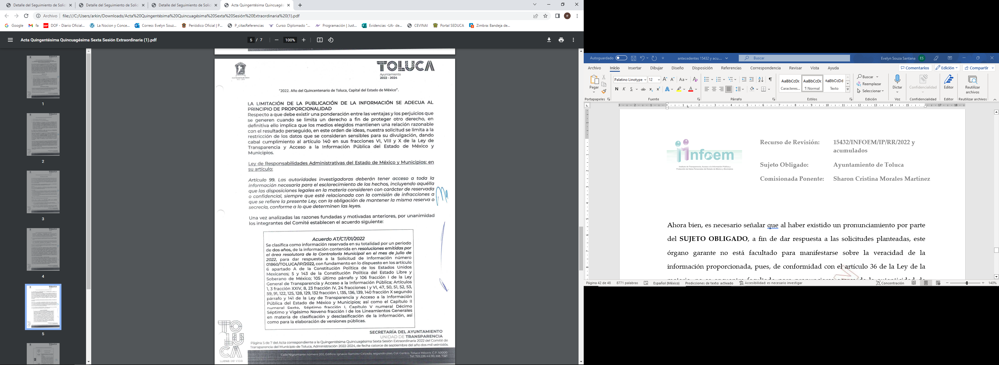 Detalle del Seguimiento de Solic
Detalle del Seguimiento de Solic
Detalle del Seguimiento de Solic
Acta Quingentésima Quincuagés
Archivo | file:///C:/Users/arkin/Downloads/Acta%20Quingentésima%20Quincuagésima%20Sexta%20Sesión%20Extraordinaria%20(1).pdf
Google fa DOF - Diario Oficial... La Nocion y Conce... Correo: Evelyn Souz... Periódico Oficial | P... P_citasReferencias Curso: Diplomado "... Programación | Just... Evidencias -UA- de... CEVINAI Portal SEDUCA Zimbra: Bandeja de...
Acta Quingentésima Quincuagésima Sexta Sesión Extraordinaria (1).pdf
5 / 7 100%
1
2
3
4
5
TOLUCA
Ayuntamiento
2022 - 2024
"2022. Año del Quincentenario de Toluca, Capital del Estado de México".
LA LIMITACIÓN DE LA PUBLICACIÓN DE LA INFORMACIÓN SE ADECUA AL
PRINCIPIO DE PROPORCIONALIDAD
Respecto a que debe existir una ponderación entre las ventajas y los perjuicios que
se generen cuando se limita un derecho a fin de proteger otro derecho, en
definitiva ello implica que los medios elegidos mantienen una relación razonable
con el resultado perseguido, en este orden de ideas, nuestra solicitud se limita a la
restricción de los datos que se consideran sensibles para su divulgación, dando
cabal cumplimiento al artículo 140 en sus fracciones VI, VIII y X de la Ley de
Transparencia y Acceso a la Información Pública del Estado de México y
Municipios.
Ley de Responsabilidades Administrativas del Estado de México y Municipios: en
su artículo:
Artículo 99. Las autoridades investigadoras deberán tener acceso a toda la
información necesaria para el esclarecimiento de los hechos, incluyendo aquélla
que las disposiciones legales en la materia consideren con carácter de reservada
o confidencial, siempre que esté relacionada con la comisión de infracciones a
que se refiere la presente Ley, con la obligación de mantener la misma reserva o
secrecía, conforme a lo que determinen las leyes.
Una vez analizadas las razones fundadas y motivadas anteriores, por unanimidad
los integrantes del Comité establecen el acuerdo siguiente:
Acuerdo AT/CT/01/2022
Se clasifica como información reservada en su totalidad por un periodo
de dos años, de la información contenida en resoluciones emitidas por
el área resolutora de la Contraloría Municipal en el mes de julio de
2022, para dar respuesta a la Solicitud de Información número
01860/TOLUCA/IP/2022, con fundamento en lo dispuesto en los artículo
6 apartado A de la Constitución Política de los Estados Unidos
Mexicanos; 5 y 143 de la Constitución Política del Estado Libre y
Soberano de México; 105 último párrafo y 106 fracción I de la Ley
General de Transparencia y Acceso a la Información Pública; Artículos
1, 3 fracción XXIV, 8, 23 fracción IV, 24 fracciones I y VI, 47, 50, 51, 52, 53,
59, 91, 122, 125, 128, 129, 132 fracción I, 135, 136, 139, 140 fracción X segundo
párrafo y 141 de la Ley de Transparencia y Acceso a la Información
Pública del Estado de México y Municipios; así como el Capítulo II
numeral Sexto, Séptimo fracción I, Capítulo V numeral Décimo
Séptimo y Vigésimo Noveno fracción I de los Lineamientos Generales
en materia de clasificación y desclasificación de la información, así
como para la elaboración de versiones públicas.
SECRETARÍA DEL AYUNTAMIENTO
UNIDAD DE TRANSPARENCIA
Página 5 de 7 del Acta correspondiente a la Quingentésima Quincuagésima Sexta Sesión Extraordinaria 2022 del Comité de
Transparencia del Municipio de Toluca, Administración 2022-2024, de fecha catorce de septiembre del año dos mil veintidós.
Calle Nigromante número 202, Edificio Ignacio Ramírez Calzada, segundo piso, Col. Centro, Toluca México. C.P. 50000
Tel: 722.226.44.90, ext. 7321
TOLUCA
LLENA DE VIDA
Autoguardado antecedentes 15432 y acu.... Buscar Evelyn Souza Santana ES
Archivo Inicio Insertar Dibujar Diseño Disposición Referencias Correspondencia Revisar Vista Ayuda Comentarios Edición Compartir
Pegar Palatino Linotype 12 AaBbCcDc AaBbCcDc AaBbCcDd Buscar Reemplazar Seleccionar
Caracteres... ¶ Normal Texto Dictar Confidencialidad Editor Reutilizar archivos
Portapapeles Fuente Párrafo Estilos Edición Voz Confidencialidad Editor Reutilizar archivos
infoem
Instituto de Transparencia, Acceso a la Información Pública y
Protección de Datos Personales del Estado de México y Municipios
Recurso de Revisión: 15432/INFOEM/IP/RR/2022 y
acumulados
Sujeto Obligado: Ayuntamiento de Toluca
Comisionada Ponente: Sharon Cristina Morales Martínez
Ahora bien, es necesario señalar que al haber existido un pronunciamiento por parte
del SUJETO OBLIGADO, a fin de dar respuesta a las solicitudes planteadas, este
órgano garante no está facultado para manifestarse sobre la veracidad de la
información proporcionada, pues, de conformidad con el artículo 36 de la Ley de la
Página 42 de 48 8771 palabras Español (México) Predicciones de texto: activado Accesibilidad: es necesario investigar Concentración 140%